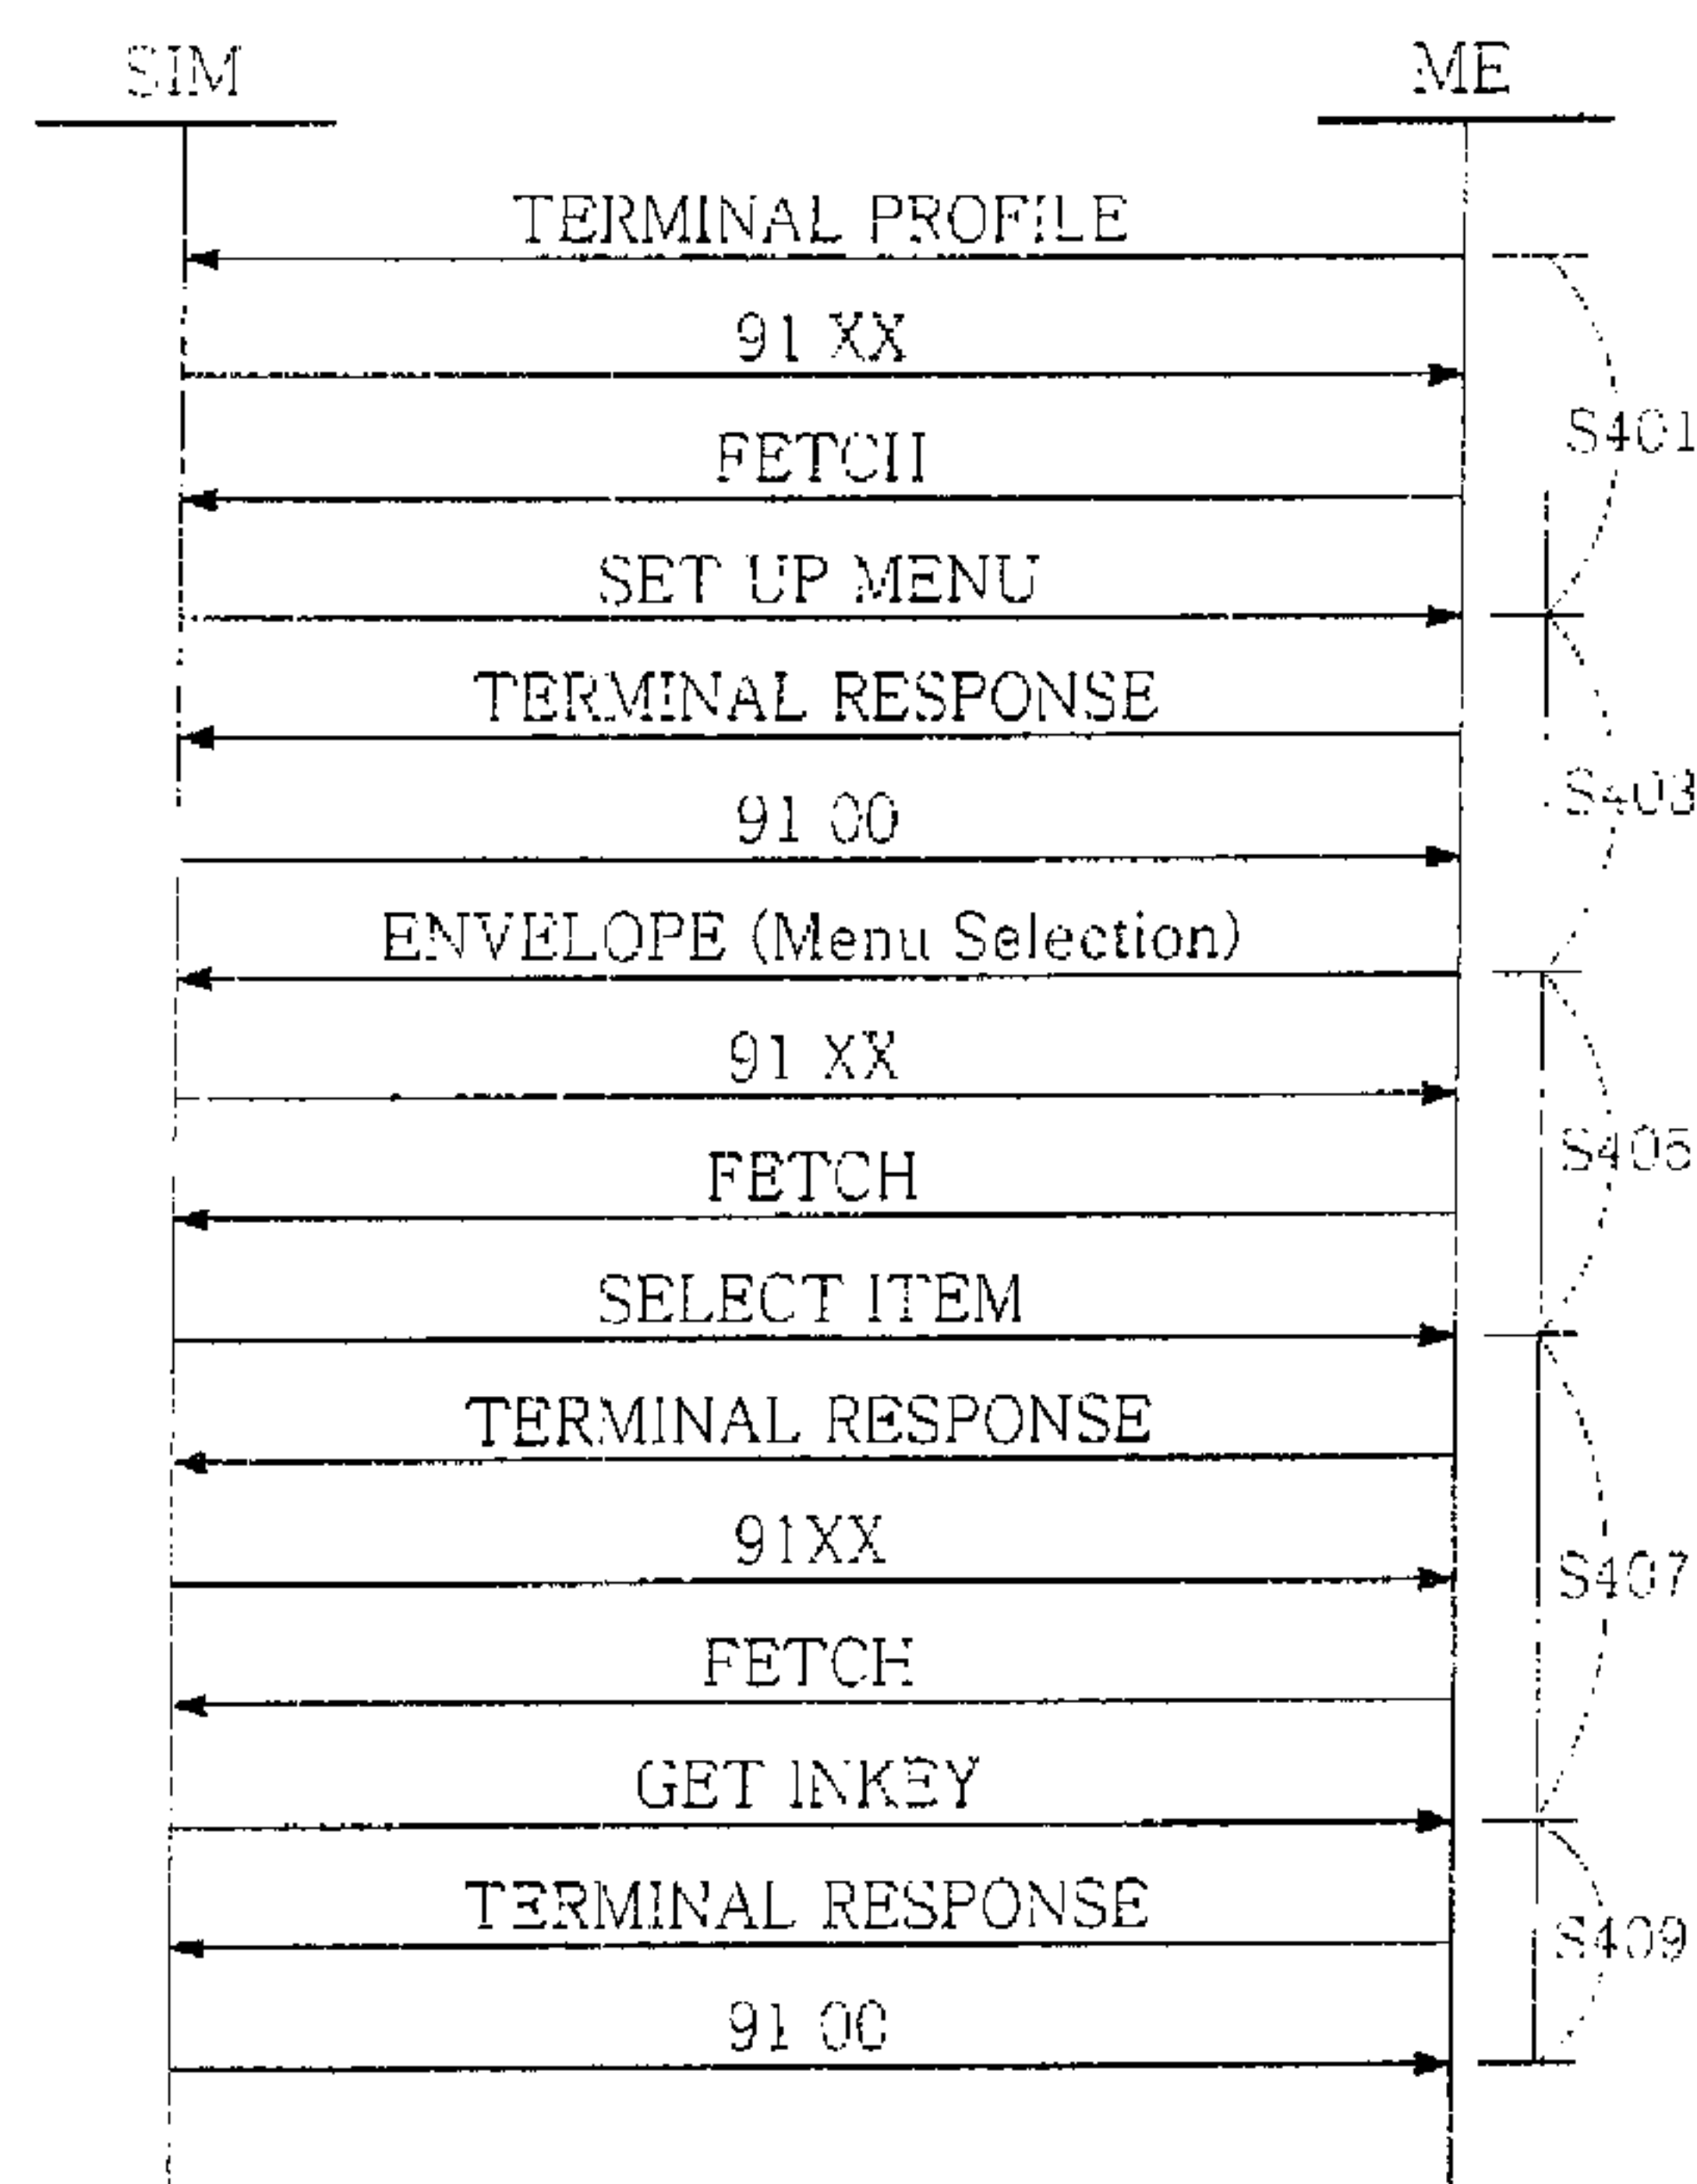 SIM
ME
TERMINAL PROFILE
91 XX
FETCH
S401
SET UP MENU
TERMINAL RESPONSE
91 00
S403
ENVELOPE (Menu Selection)
91 XX
FETCH
S405
SELECT ITEM
TERMINAL RESPONSE
91XX
S407
FETCH
GET INKEY
TERMINAL RESPONSE
S409
91 00